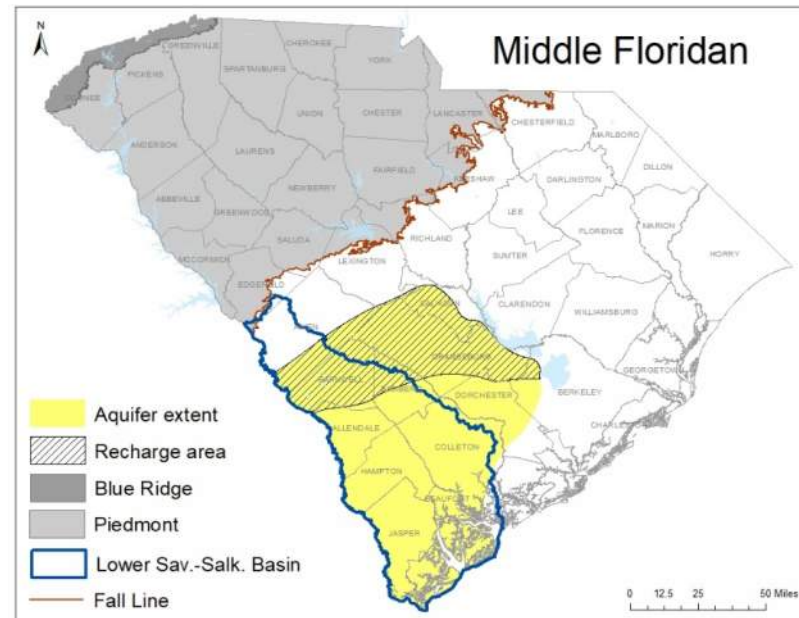 N
Middle Floridan
GREENVILLE
CHEROKEE
YORK
PICKENS
SPARTANBURG
OCONEE
UNION
CHESTER
LANCASTER
CHESTERFIELD
MARLBORO
ANDERSON
LAURENS
DILLON
FAIRFIELD
KERSHAW
DARLINGTON
ABBEVILLE
NEWBERRY
LEE
MARION
GREENWOOD
FLORENCE
HORRY
SALUDA
RICHLAND
SUMTER
MCCORMICK
LEXINGTON
EDGEFIELD
CLARENDON
WILLIAMSBURG
CALHOUN
AIKEN
ORANGEBURG
GEORGETOWN
BARNWELL
BERKELEY
DORCHESTER
ALLENDALE
CHARLESTON
COLLETON
HAMPTON
BEAUFORT
JASPER
Aquifer extent
Recharge area
Blue Ridge
Piedmont
Lower Sav.-Salk. Basin
Fall Line
0 12.5 25 50 Miles